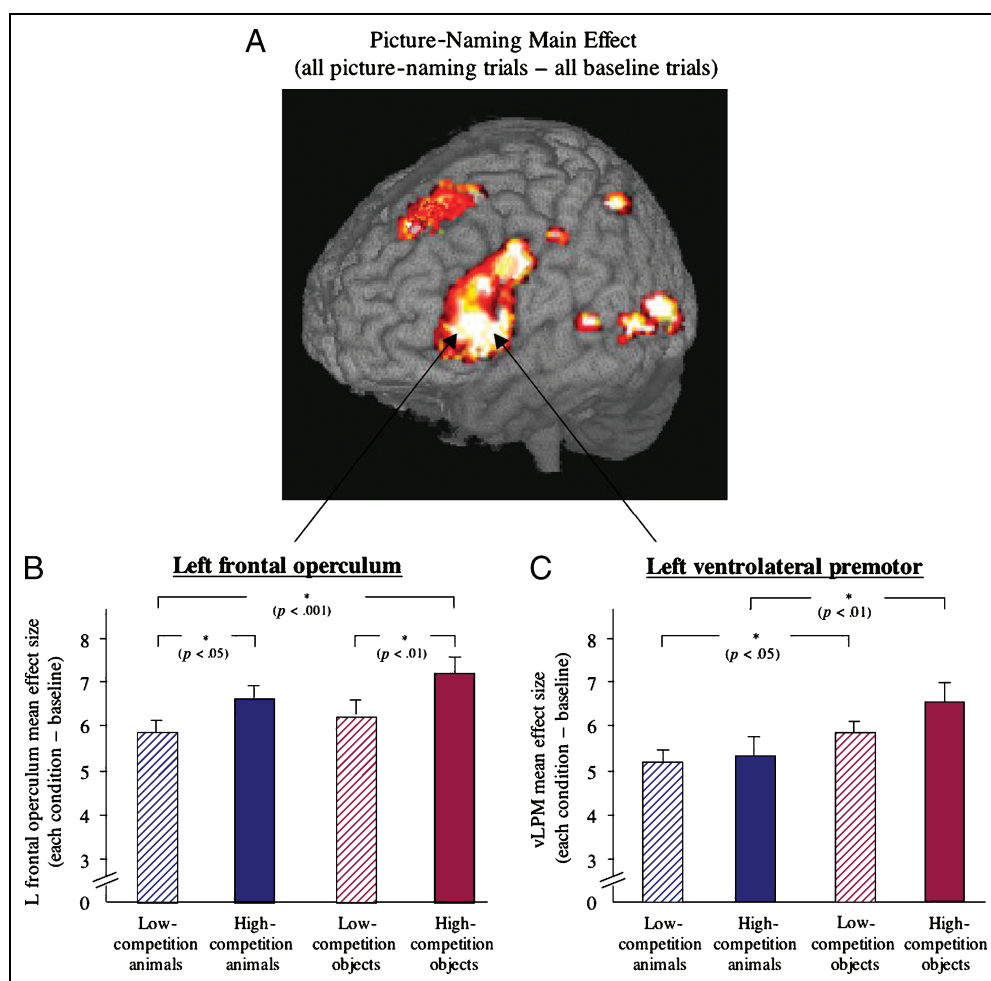 A
Picture-Naming Main Effect
(all picture-naming trials – all baseline trials)
B
Left frontal operculum
L frontal operculum mean effect size
(each condition – baseline)
*
(p < .001)
*
(p < .05)
*
(p < .01)
8
7
6
5
4
3
0
Low-
competition
animals
High-
competition
animals
Low-
competition
objects
High-
competition
objects
C
Left ventrolateral premotor
vLPM mean effect size
(each condition – baseline)
*
(p < .01)
*
(p < .05)
8
7
6
5
4
3
0
Low-
competition
animals
High-
competition
animals
Low-
competition
objects
High-
competition
objects